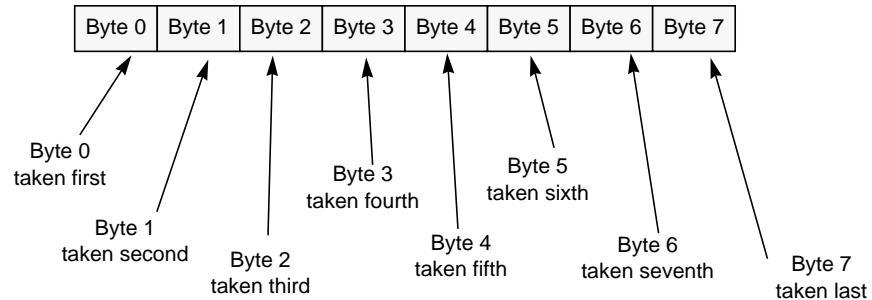 Byte 0 Byte 1 Byte 2 Byte 3 Byte 4 Byte 5 Byte 6 Byte 7
Byte 0
taken first
Byte 1
taken second
Byte 2
taken third
Byte 3
taken fourth
Byte 4
taken fifth
Byte 5
taken sixth
Byte 6
taken seventh
Byte 7
taken last